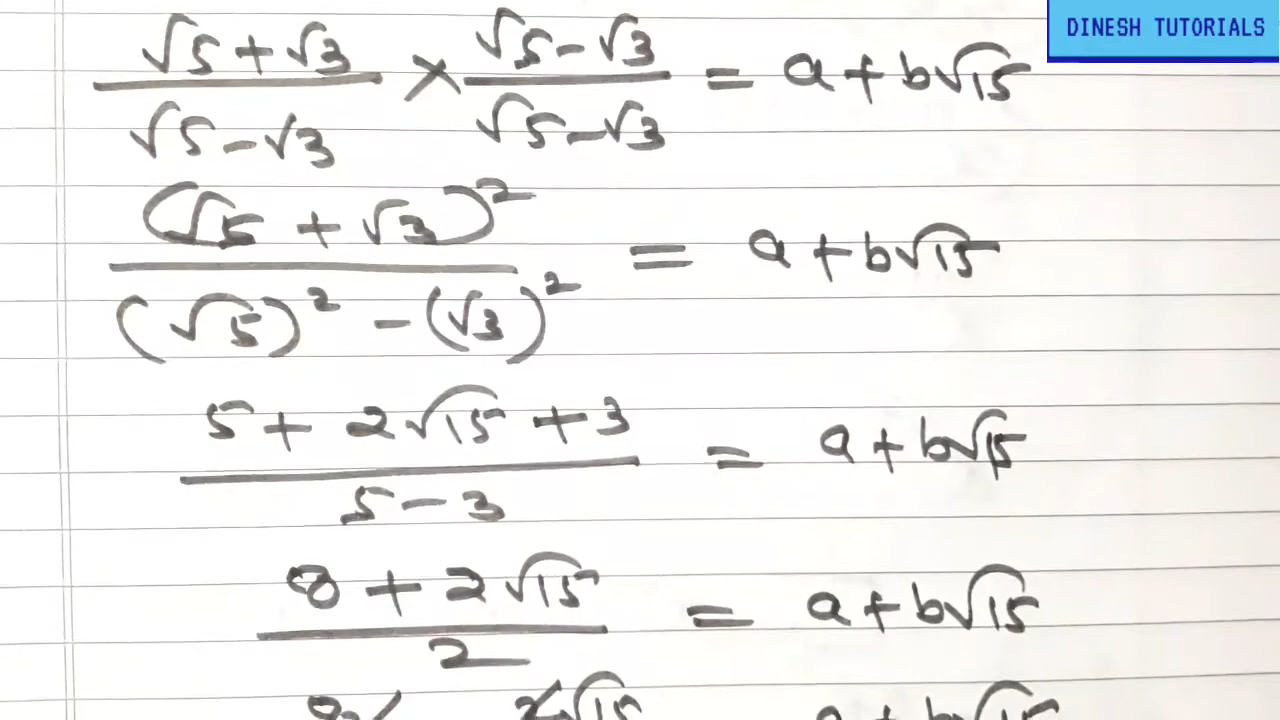 DINESH TUTORIALS
(√5 + √3)/(√5 - √3) × (√5 - √3)/(√5 - √3) = a + b√15
(√5 + √3)²/((√5)² - (√3)²) = a + b√15
(5 + 2√15 + 3)/(5 - 3) = a + b√15
(8 + 2√15)/2 = a + b√15